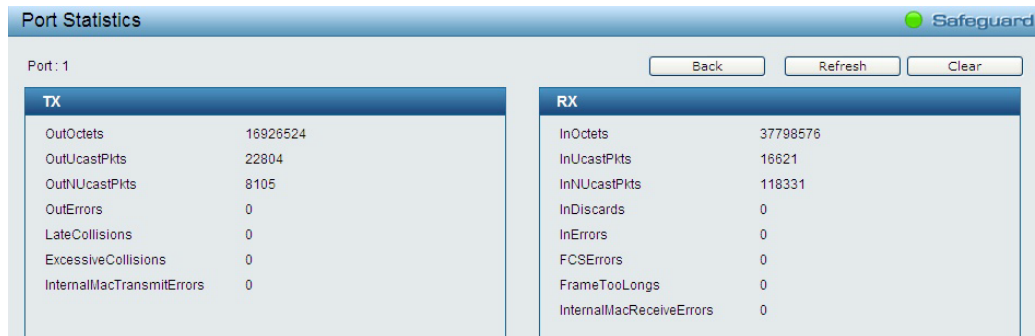 Port Statistics
Safeguard
Port : 1
Back
Refresh
Clear
TX
OutOctets 16926524
OutUcastPkts 22804
OutNUcastPkts 8105
OutErrors 0
LateCollisions 0
ExcessiveCollisions 0
InternalMacTransmitErrors 0
RX
InOctets 37798576
InUcastPkts 16621
InNUcastPkts 118331
InDiscards 0
InErrors 0
FCSErrors 0
FrameTooLongs 0
InternalMacReceiveErrors 0